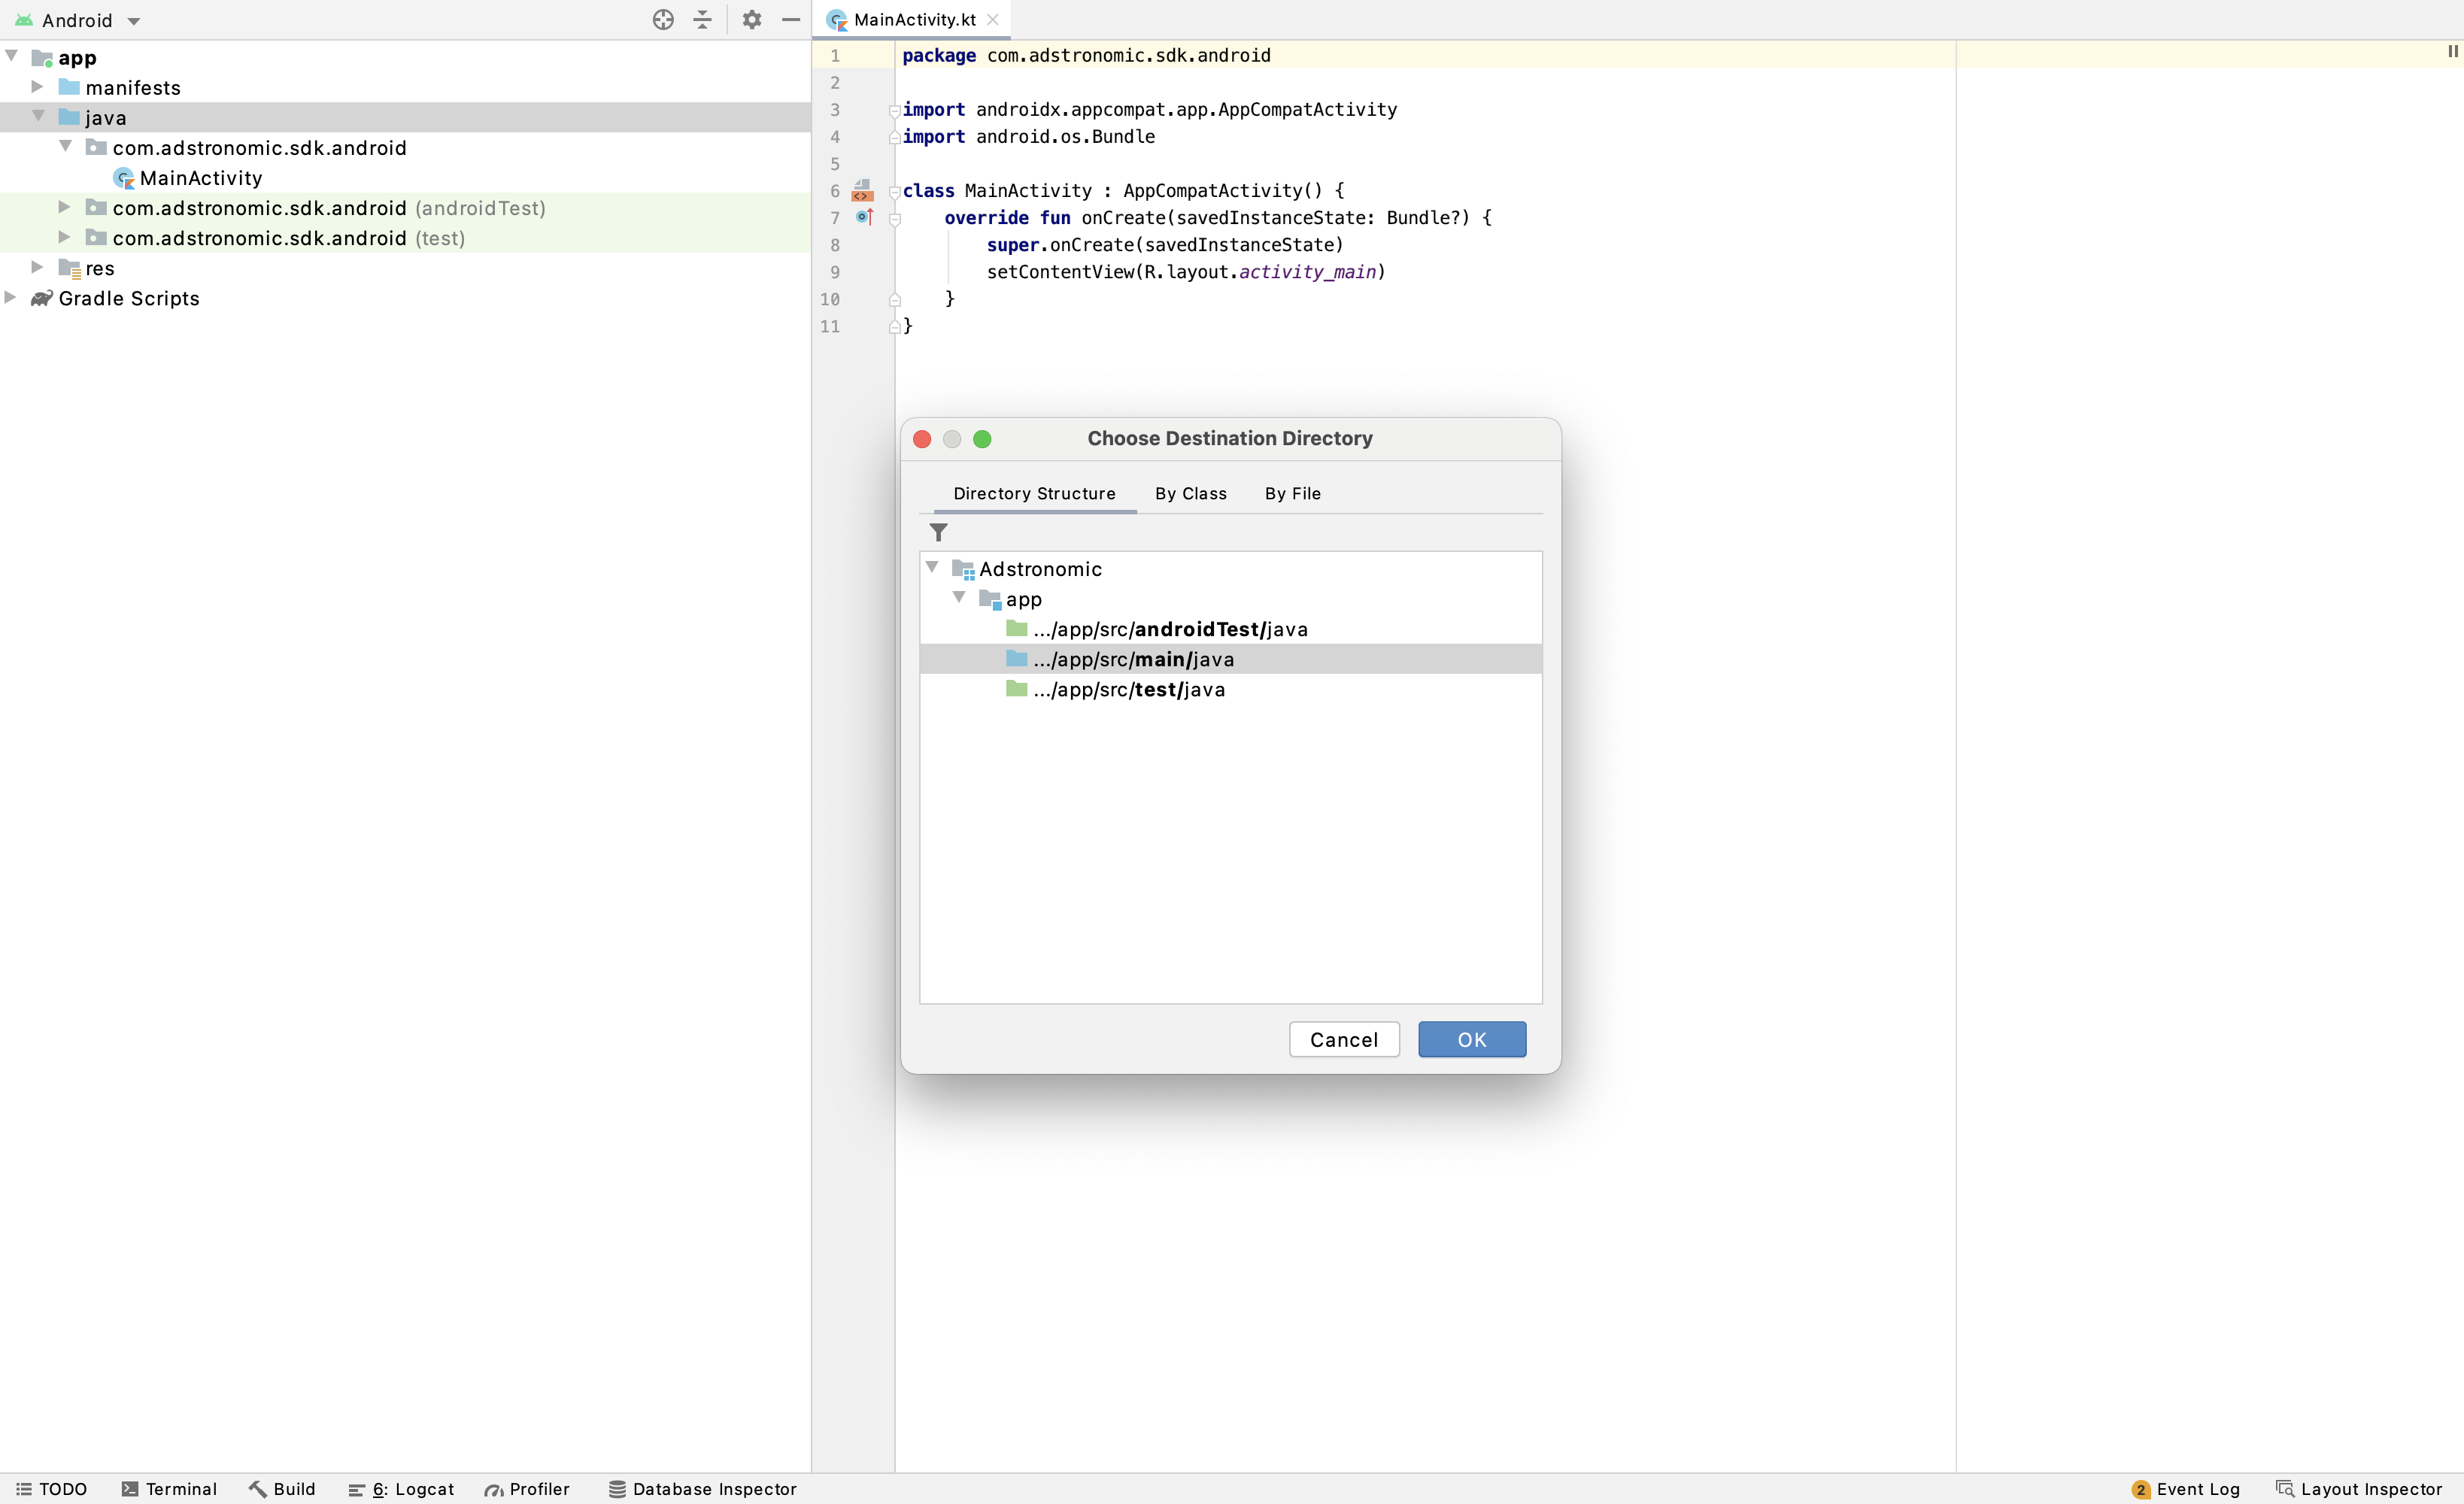 Android
app
manifests
java
com.adstronomic.sdk.android
MainActivity
com.adstronomic.sdk.android (androidTest)
com.adstronomic.sdk.android (test)
res
Gradle Scripts
MainActivity.kt
1 package com.adstronomic.sdk.android
2
3 import androidx.appcompat.app.AppCompatActivity
4 import android.os.Bundle
5
6 class MainActivity : AppCompatActivity() {
7 override fun onCreate(savedInstanceState: Bundle?) {
8 super.onCreate(savedInstanceState)
9 setContentView(R.layout.activity_main)
10 }
11 }
Choose Destination Directory
Directory Structure By Class By File
Adstronomic
app
.../app/src/androidTest/java
.../app/src/main/java
.../app/src/test/java
Cancel OK
TODO Terminal Build 6: Logcat Profiler Database Inspector 2 Event Log Layout Inspector